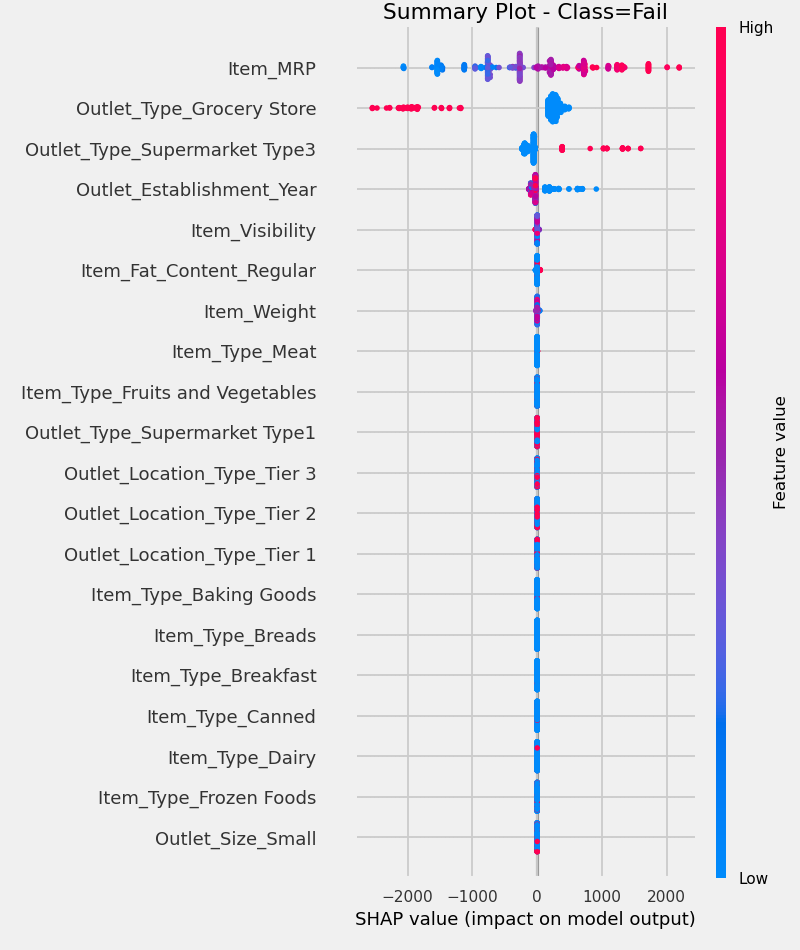 Summary Plot - Class=Fail
High
Item_MRP
Outlet_Type_Grocery Store
Outlet_Type_Supermarket Type3
Outlet_Establishment_Year
Item_Visibility
Item_Fat_Content_Regular
Item_Weight
Item_Type_Meat
Item_Type_Fruits and Vegetables
Outlet_Type_Supermarket Type1
Outlet_Location_Type_Tier 3
Outlet_Location_Type_Tier 2
Outlet_Location_Type_Tier 1
Item_Type_Baking Goods
Item_Type_Breads
Item_Type_Breakfast
Item_Type_Canned
Item_Type_Dairy
Item_Type_Frozen Foods
Outlet_Size_Small
Feature value
Low
−2000 −1000 0 1000 2000
SHAP value (impact on model output)